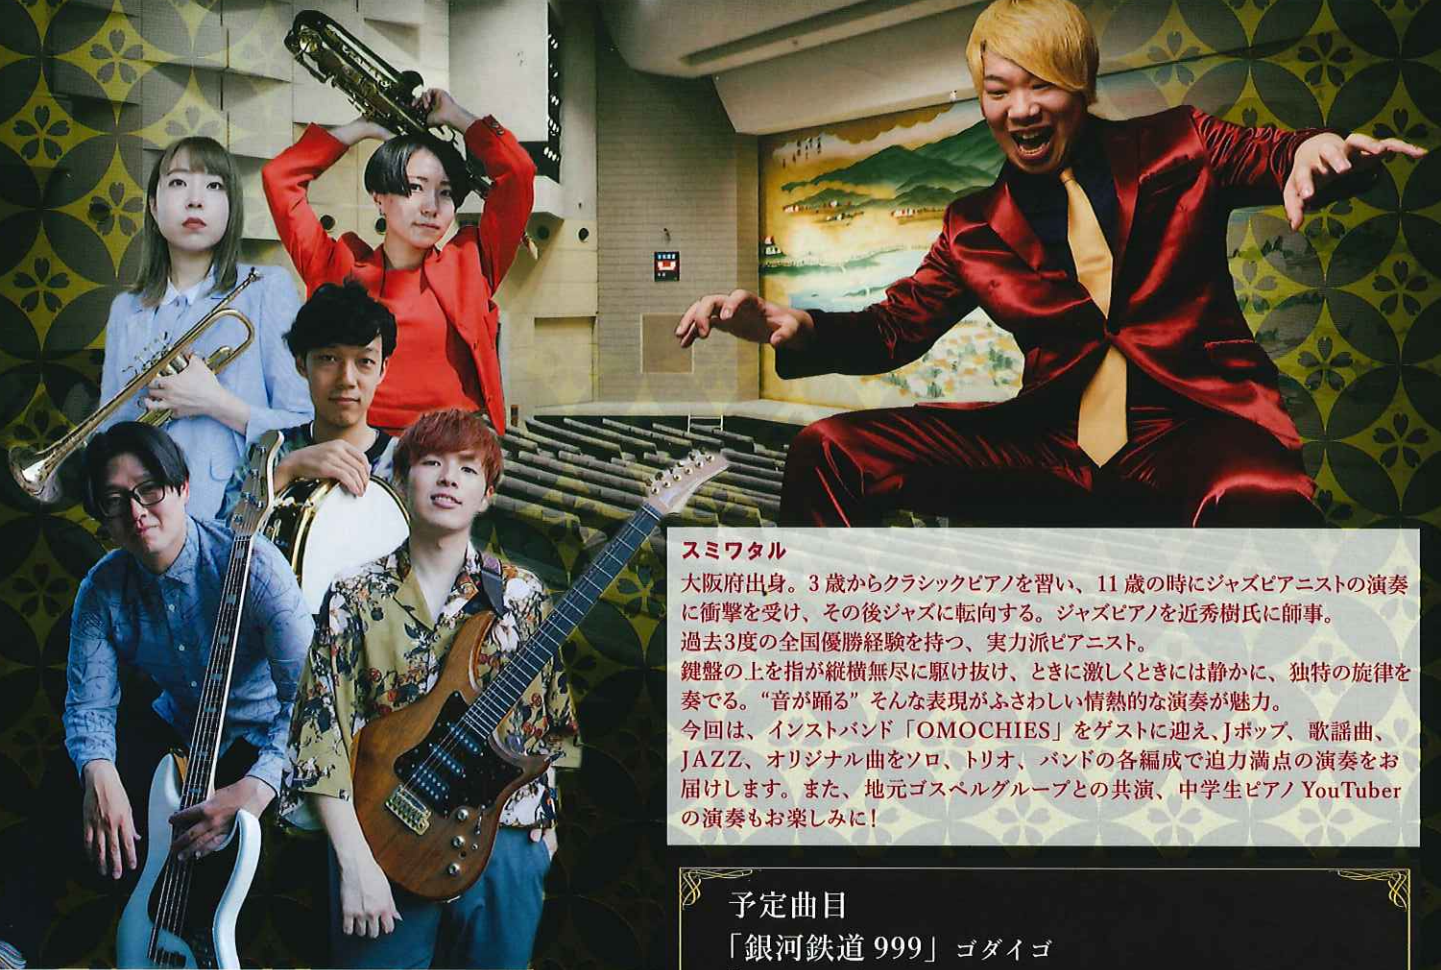 スミワタル
大阪府出身。3歳からクラシックピアノを習い、11歳の時にジャズピアニストの演奏
に衝撃を受け、その後ジャズに転向する。ジャズピアノを近秀樹氏に師事。
過去3度の全国優勝経験を持つ、実力派ピアニスト。
鍵盤の上を指が縦横無尽に駆け抜け、ときに激しくときには静かに、独特の旋律を
奏でる。“音が踊る” そんな表現がふさわしい情熱的な演奏が魅力。
今回は、インストバンド「OMOCHIES」をゲストに迎え、Jポップ、歌謡曲、
JAZZ、オリジナル曲をソロ、トリオ、バンドの各編成で迫力満点の演奏をお
届けします。また、地元ゴスペルグループとの共演、中学生ピアノYouTuber
の演奏もお楽しみに！
予定曲目
「銀河鉄道999」ゴダイゴ